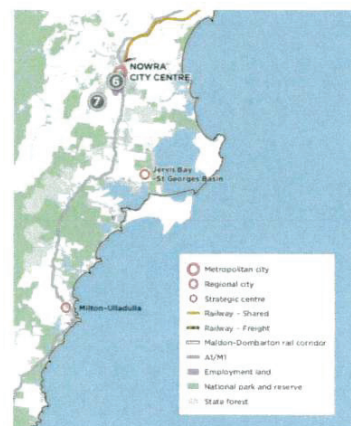 NOWRA
CITY CENTRE
6
7
Jervis Bay
-St Georges Basin
Milton-Ulladulla
Metropolitan city
Regional city
Strategic centre
Railway - Shared
Railway - Freight
Maldon-Dombarton rail corridor
A1/M1
Employment land
National park and reserve
State forest